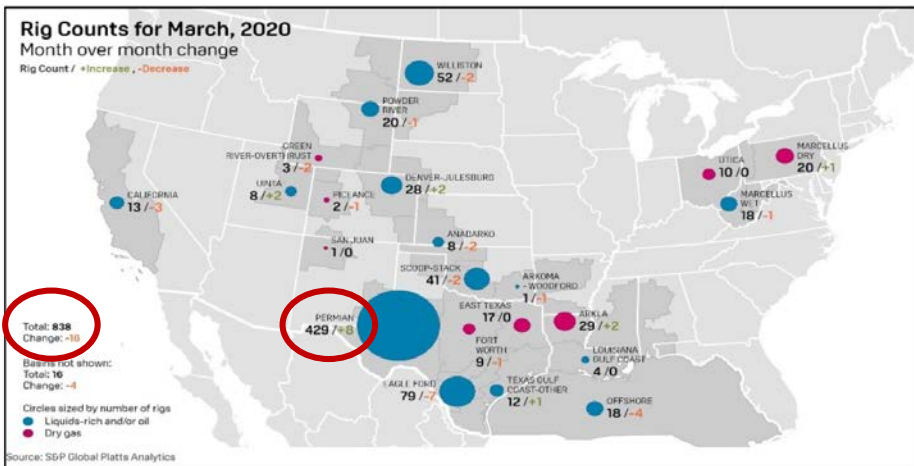 Rig Counts for March, 2020
Month over month change
Rig Count / +Increase , -Decrease
WILLISTON
52 /-2
POWDER
RIVER
20 /-1
GREEN
RIVER-OVERTHRUST
3 /-2
UINTA
8 /+2
PICEANCE
2 /-1
DENVER-JULESBURG
28 /+2
CALIFORNIA
13 /-3
SAN JUAN
1 /0
ANADARKO
8 /-2
SCOOP-STACK
41 /-2
ARKOMA
- WOODFORD
1 /-1
UTICA
10 /0
MARCELLUS
DRY
20 /+1
MARCELLUS
WET
18 /-1
PERMIAN
429 /+8
EAST TEXAS
17 /0
FORT
WORTH
9 /-1
ARKLA
29 /+2
LOUISIANA
GULF COAST
4 /0
EAGLE FORD
79 /-7
TEXAS GULF
COAST-OTHER
12 /+1
OFFSHORE
18 /-4
Total: 838
Change: -16
Basins not shown:
Total: 16
Change: -4
Circles sized by number of rigs
Liquids-rich and/or oil
Dry gas
Source: S&P Global Platts Analytics